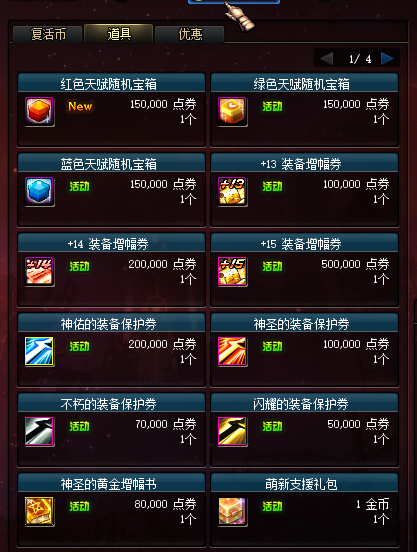 复活币 道具 优惠
1/ 4
红色天赋随机宝箱 绿色天赋随机宝箱
New 150,000 点券 活动 150,000 点券
1个 1个
蓝色天赋随机宝箱 +13 装备增幅券
活动 150,000 点券 +13 活动 100,000 点券
1个 1个
+14 装备增幅券 +15 装备增幅券
+14 活动 200,000 点券 +15 活动 500,000 点券
1个 1个
神佑的装备保护券 神圣的装备保护券
活动 200,000 点券 活动 100,000 点券
1个 1个
不朽的装备保护券 闪耀的装备保护券
活动 70,000 点券 活动 50,000 点券
1个 1个
神圣的黄金增幅书 萌新支援礼包
活动 80,000 点券 活动 1 金币
1个 1个